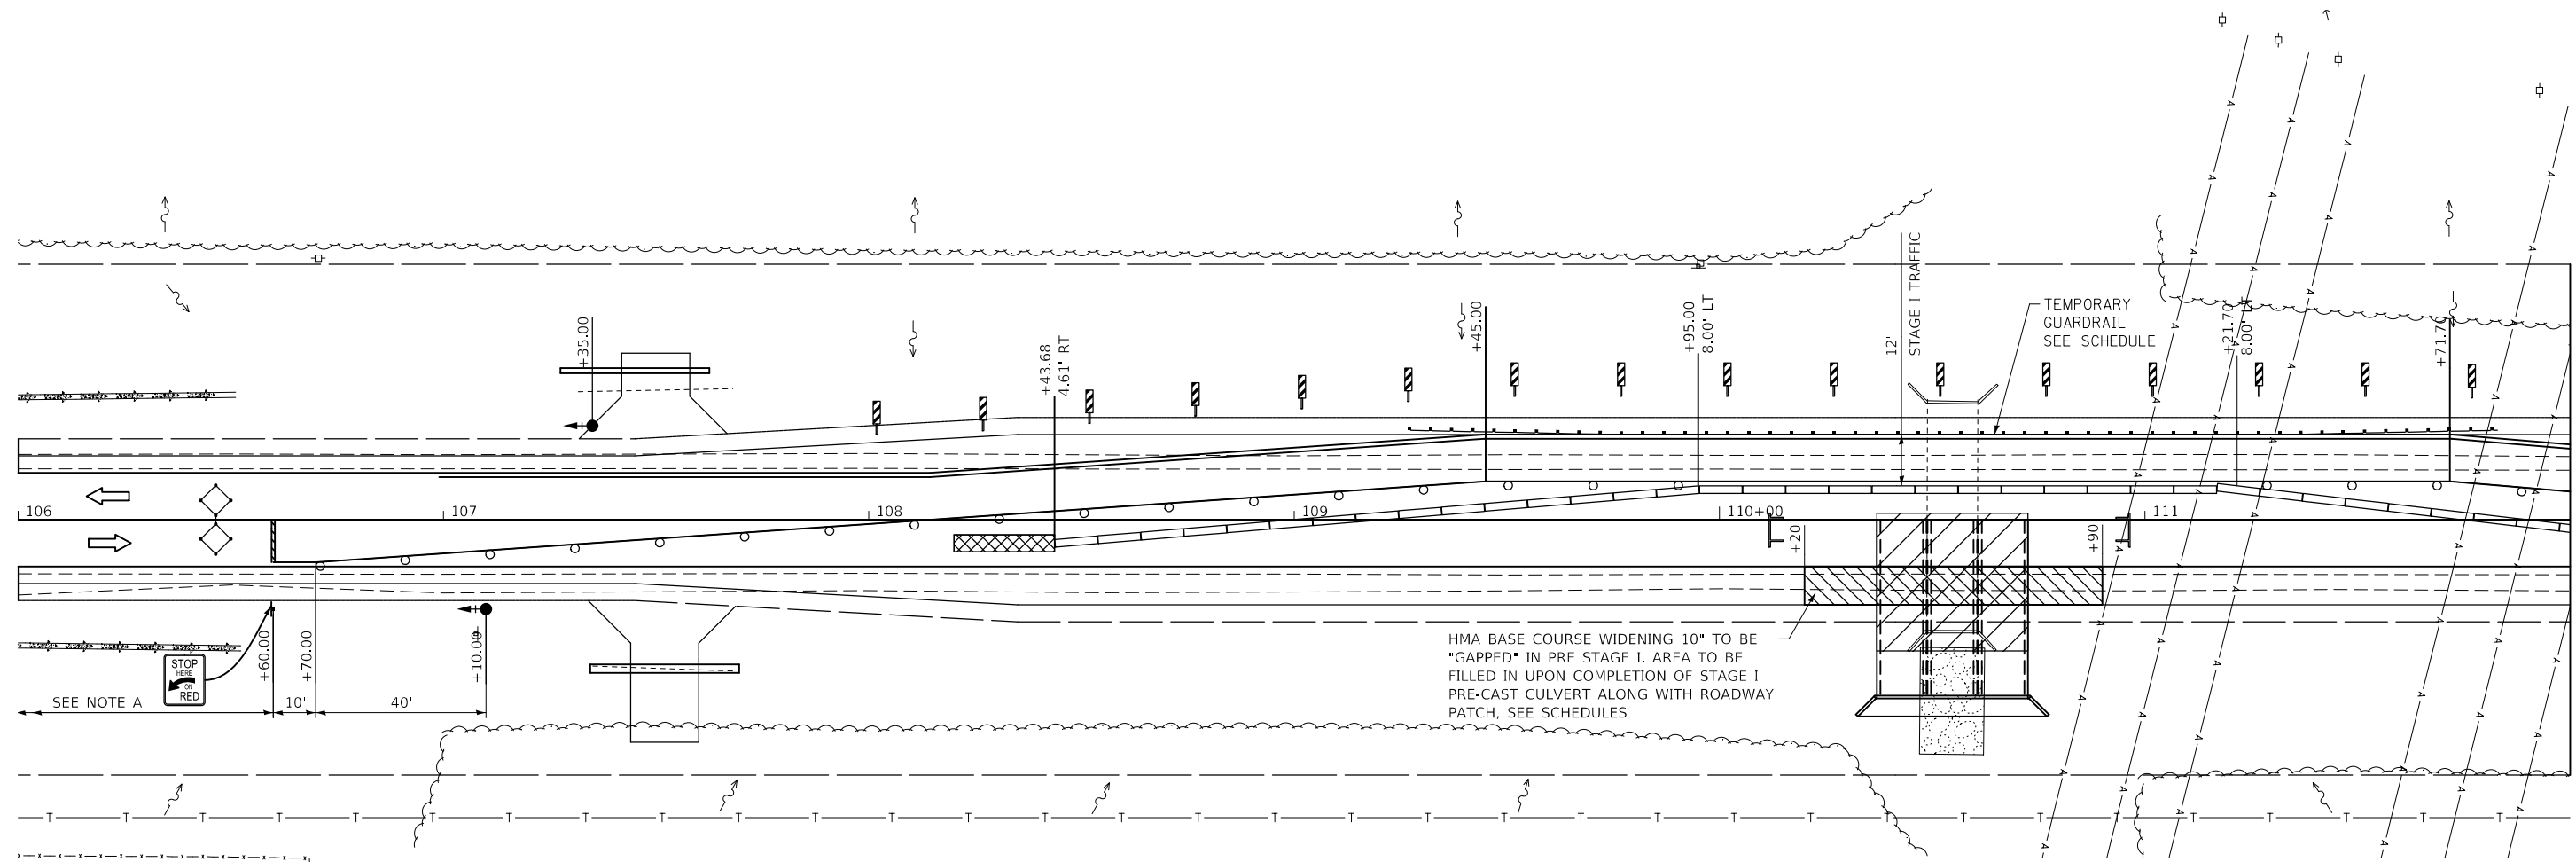 +35.00
+43.68
4.61' RT
+45.00
+95.00
8.00' LT
12'
STAGE I TRAFFIC
TEMPORARY
GUARDRAIL
SEE SCHEDULE
+21.70
8.00' LT
+71.70
106
107
108
109
110+00
111
+20
+90
STOP
HERE
ON
RED
+60.00
+70.00
+10.00
SEE NOTE A
10'
40'
HMA BASE COURSE WIDENING 10" TO BE
"GAPPED" IN PRE STAGE I. AREA TO BE
FILLED IN UPON COMPLETION OF STAGE I
PRE-CAST CULVERT ALONG WITH ROADWAY
PATCH, SEE SCHEDULES